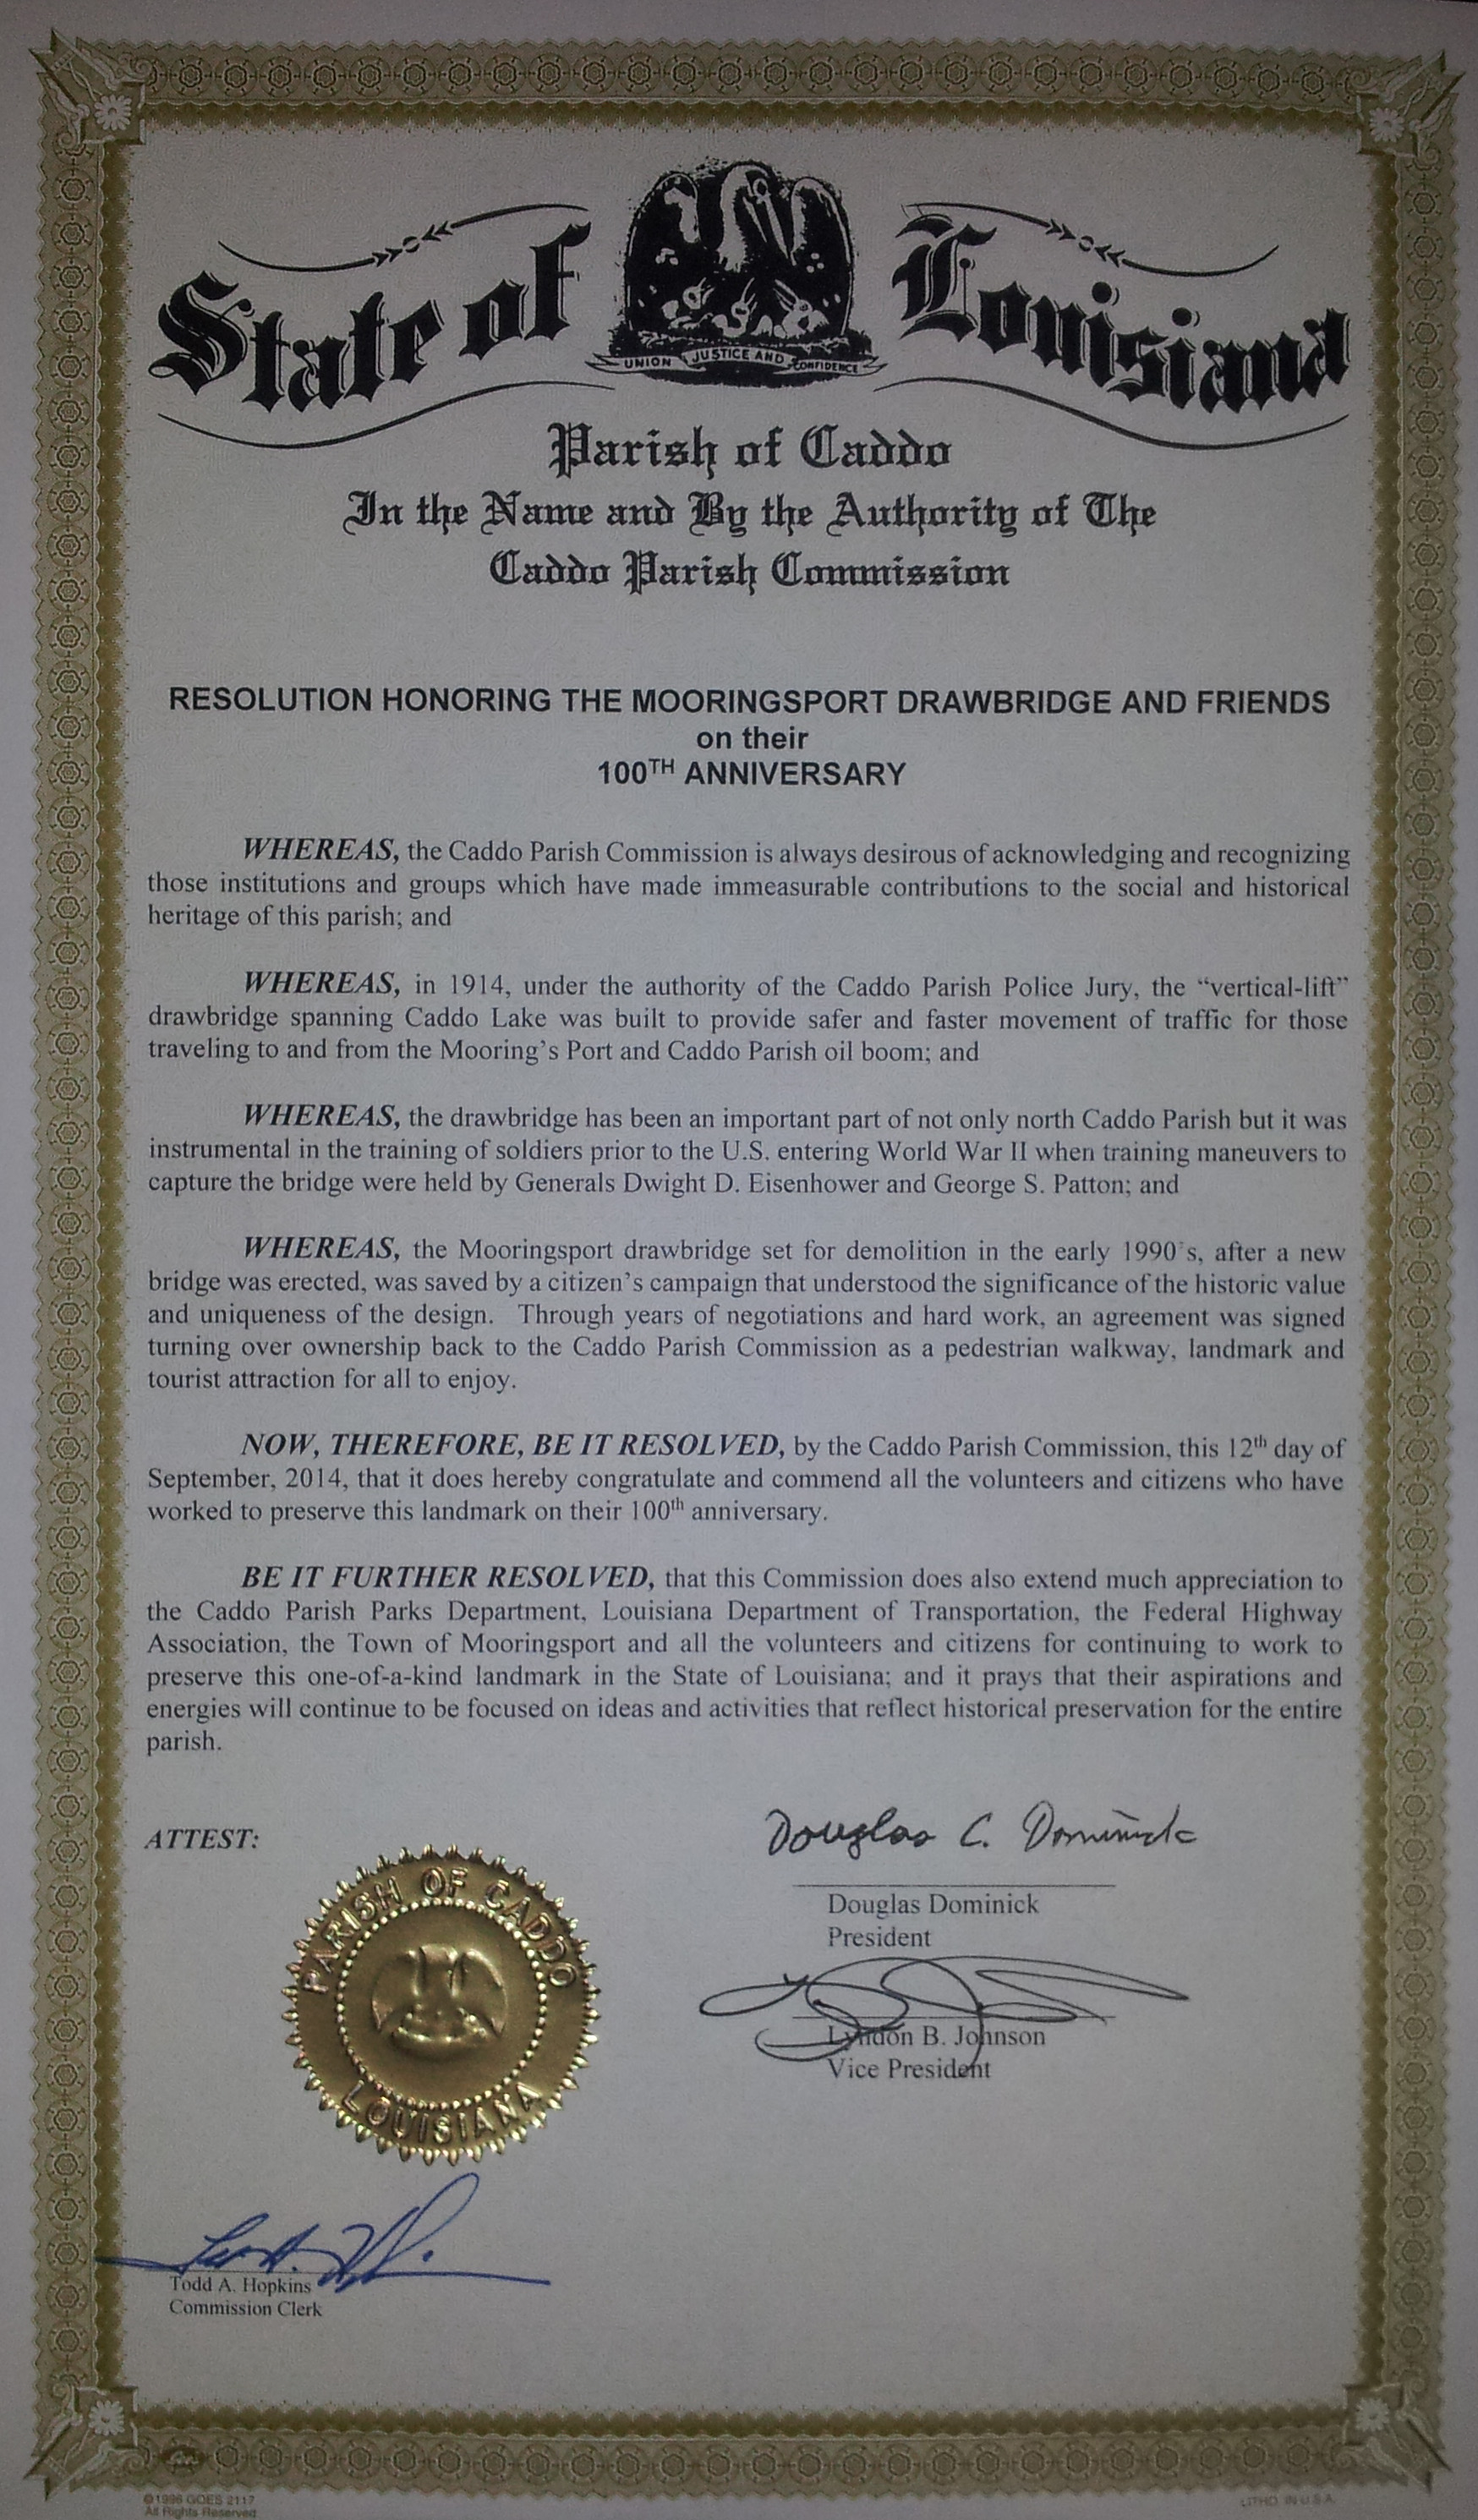 State of Louisiana
UNION JUSTICE AND CONFIDENCE
Parish of Caddo
In the Name and By the Authority of The
Caddo Parish Commission
RESOLUTION HONORING THE MOORINGSPORT DRAWBRIDGE AND FRIENDS
on their
100TH ANNIVERSARY
WHEREAS, the Caddo Parish Commission is always desirous of acknowledging and recognizing
those institutions and groups which have made immeasurable contributions to the social and historical
heritage of this parish; and
WHEREAS, in 1914, under the authority of the Caddo Parish Police Jury, the “vertical-lift”
drawbridge spanning Caddo Lake was built to provide safer and faster movement of traffic for those
traveling to and from the Mooring’s Port and Caddo Parish oil boom; and
WHEREAS, the drawbridge has been an important part of not only north Caddo Parish but it was
instrumental in the training of soldiers prior to the U.S. entering World War II when training maneuvers to
capture the bridge were held by Generals Dwight D. Eisenhower and George S. Patton; and
WHEREAS, the Mooringsport drawbridge set for demolition in the early 1990’s, after a new
bridge was erected, was saved by a citizen’s campaign that understood the significance of the historic value
and uniqueness of the design. Through years of negotiations and hard work, an agreement was signed
turning over ownership back to the Caddo Parish Commission as a pedestrian walkway, landmark and
tourist attraction for all to enjoy.
NOW, THEREFORE, BE IT RESOLVED, by the Caddo Parish Commission, this 12th day of
September, 2014, that it does hereby congratulate and commend all the volunteers and citizens who have
worked to preserve this landmark on their 100th anniversary.
BE IT FURTHER RESOLVED, that this Commission does also extend much appreciation to
the Caddo Parish Parks Department, Louisiana Department of Transportation, the Federal Highway
Association, the Town of Mooringsport and all the volunteers and citizens for continuing to work to
preserve this one-of-a-kind landmark in the State of Louisiana; and it prays that their aspirations and
energies will continue to be focused on ideas and activities that reflect historical preservation for the entire
parish.
ATTEST:
Douglas C. Dominick
Douglas Dominick
President
Lyndon B. Johnson
Vice President
PARISH OF CADDO
LOUISIANA
Todd A. Hopkins
Commission Clerk
©1996 GOES 2117
All Rights Reserved
LITHO. IN U.S.A.